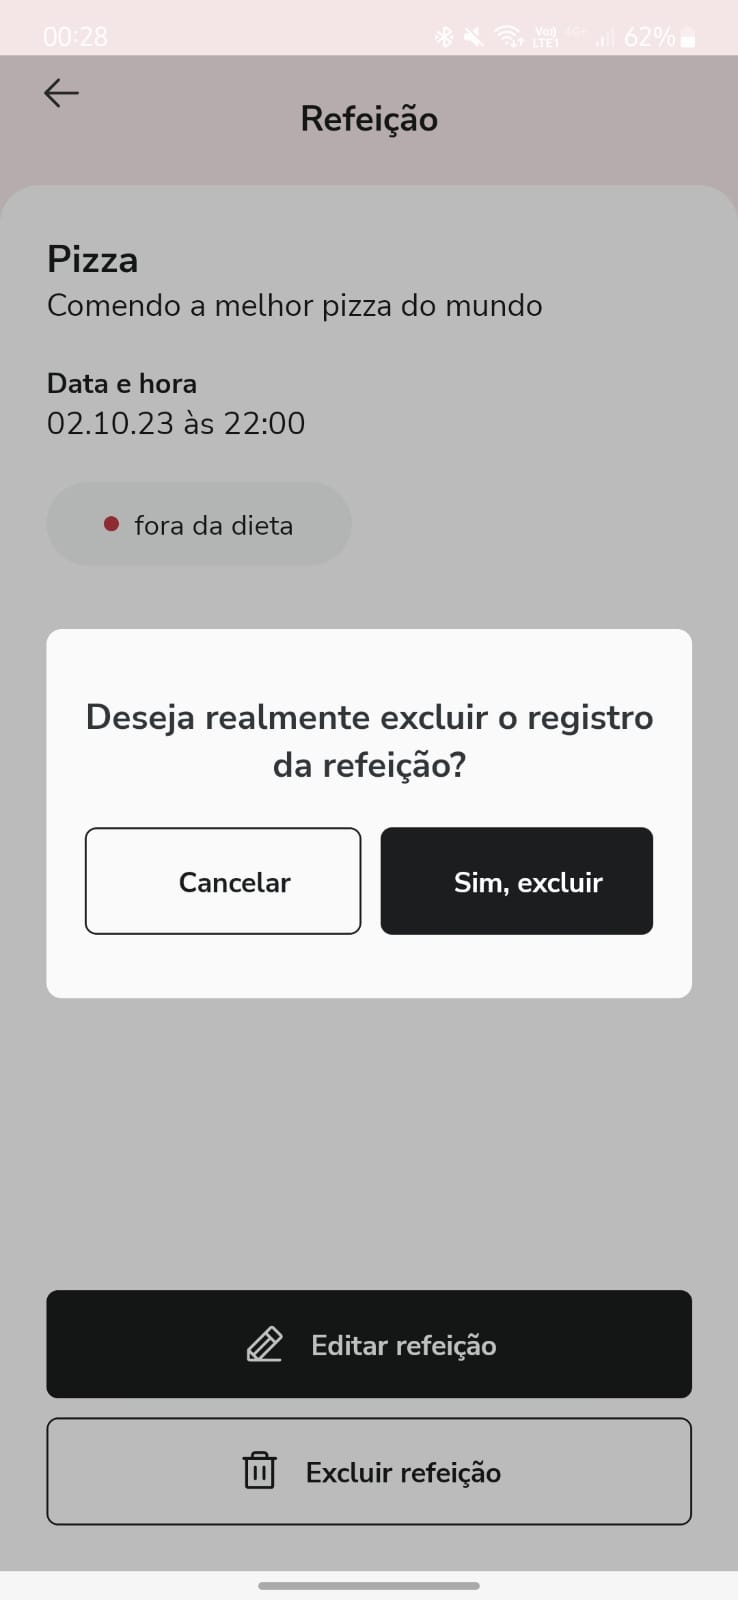 00:28 Vo) LTE1 4G+ 62%
Refeição
Pizza
Comendo a melhor pizza do mundo
Data e hora
02.10.23 às 22:00
fora da dieta
Deseja realmente excluir o registro
da refeição?
Cancelar Sim, excluir
Editar refeição
Excluir refeição